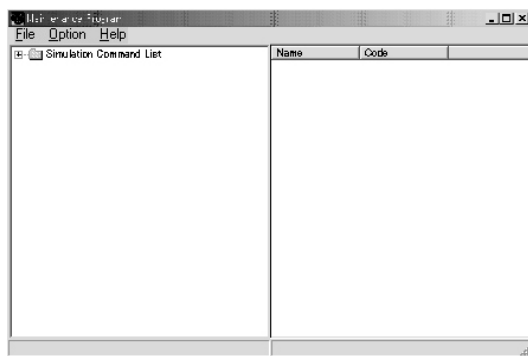 Maintenance Program
File Option Help
Simulation Command List
Name Code